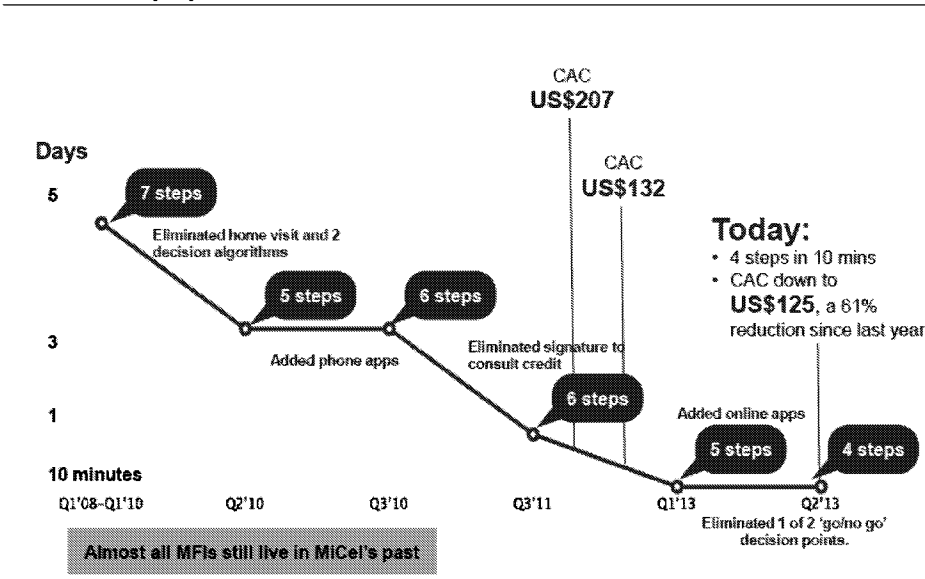 CAC
US$207
CAC
US$132
Days
5
7 steps
Eliminated home visit and 2
decision algorithms
Today:
• 4 steps in 10 mins
• CAC down to
US$125, a 61%
reduction since last year
5 steps
6 steps
3
Added phone apps
Eliminated signature to
consult credit
6 steps
1
Added online apps
5 steps
4 steps
10 minutes
Q1'08-Q1'10
Q2'10
Q3'10
Q3'11
Q1'13
Q2'13
Eliminated 1 of 2 'go/no go'
decision points.
Almost all MFIs still live in MiCel's past